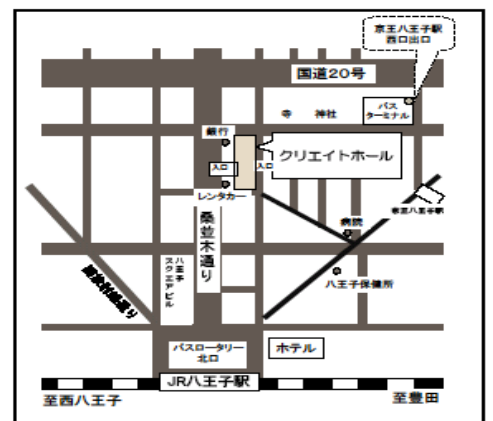 京王八王子駅
西口出口
国道20号
バス
ターミナル
寺
神社
銀行
クリエイトホール
入口
入口
レンタカー
京王八王子駅
病院
桑並木通り
八王子
スクエアビル
八王子保健所
バスロータリー
北口
ホテル
JR八王子駅
至西八王子
至豊田